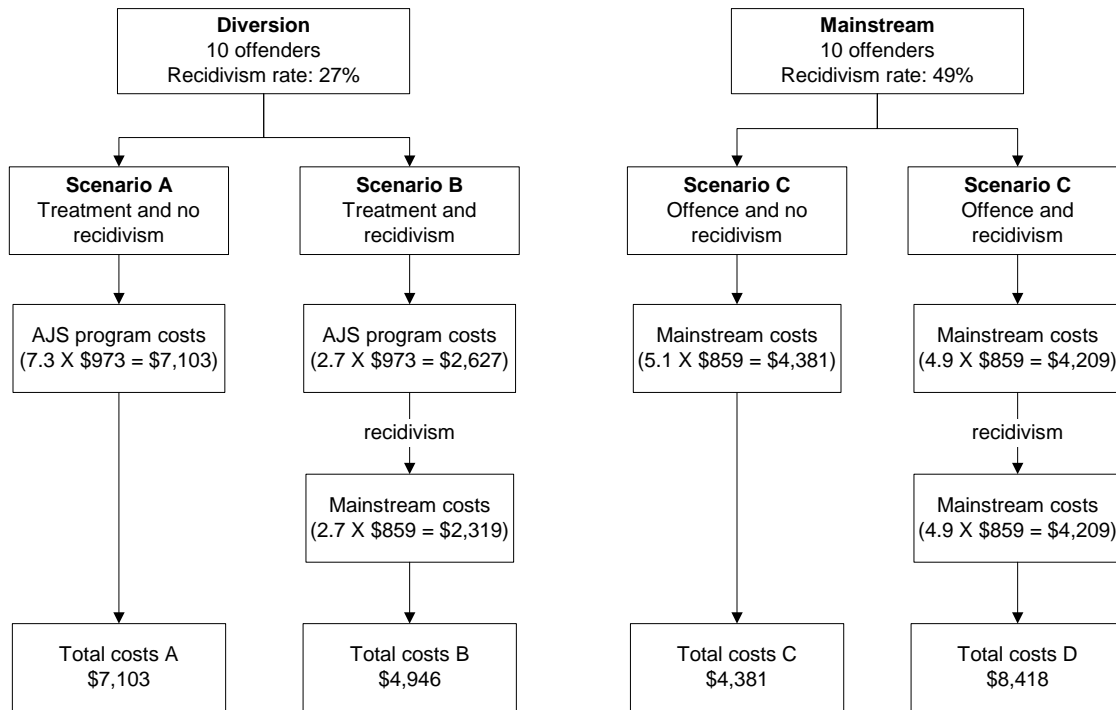 Diversion
10 offenders
Recidivism rate: 27%
Mainstream
10 offenders
Recidivism rate: 49%
Scenario A
Treatment and no
recidivism
Scenario B
Treatment and
recidivism
Scenario C
Offence and no
recidivism
Scenario C
Offence and
recidivism
AJS program costs
(7.3 X $973 = $7,103)
AJS program costs
(2.7 X $973 = $2,627)
Mainstream costs
(5.1 X $859 = $4,381)
Mainstream costs
(4.9 X $859 = $4,209)
recidivism
recidivism
Mainstream costs
(2.7 X $859 = $2,319)
Mainstream costs
(4.9 X $859 = $4,209)
Total costs A
$7,103
Total costs B
$4,946
Total costs C
$4,381
Total costs D
$8,418